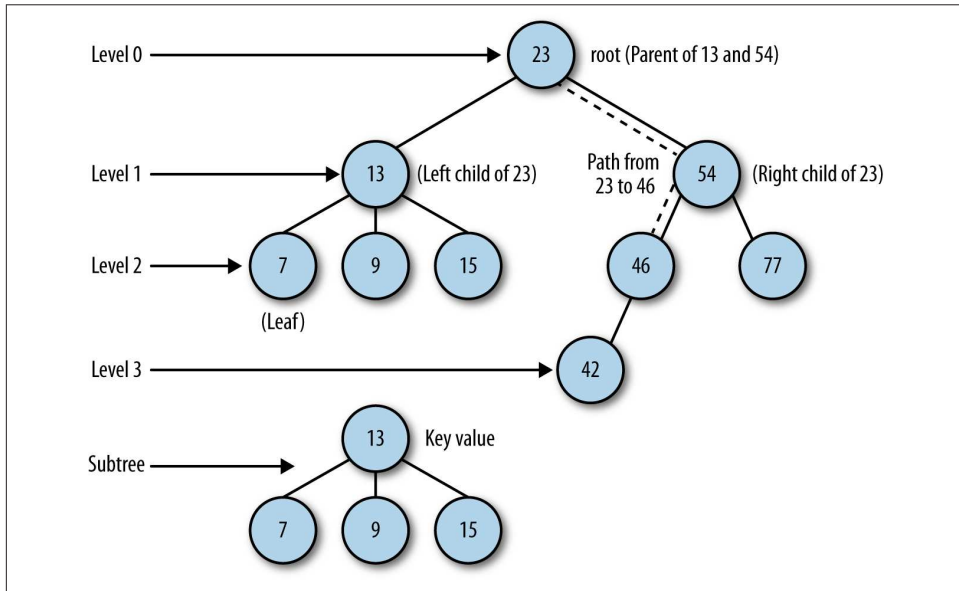 Level 0
23
root (Parent of 13 and 54)
Level 1
13
(Left child of 23)
Path from
23 to 46
54
(Right child of 23)
Level 2
7
9
15
46
77
(Leaf)
Level 3
42
13
Key value
Subtree
7
9
15